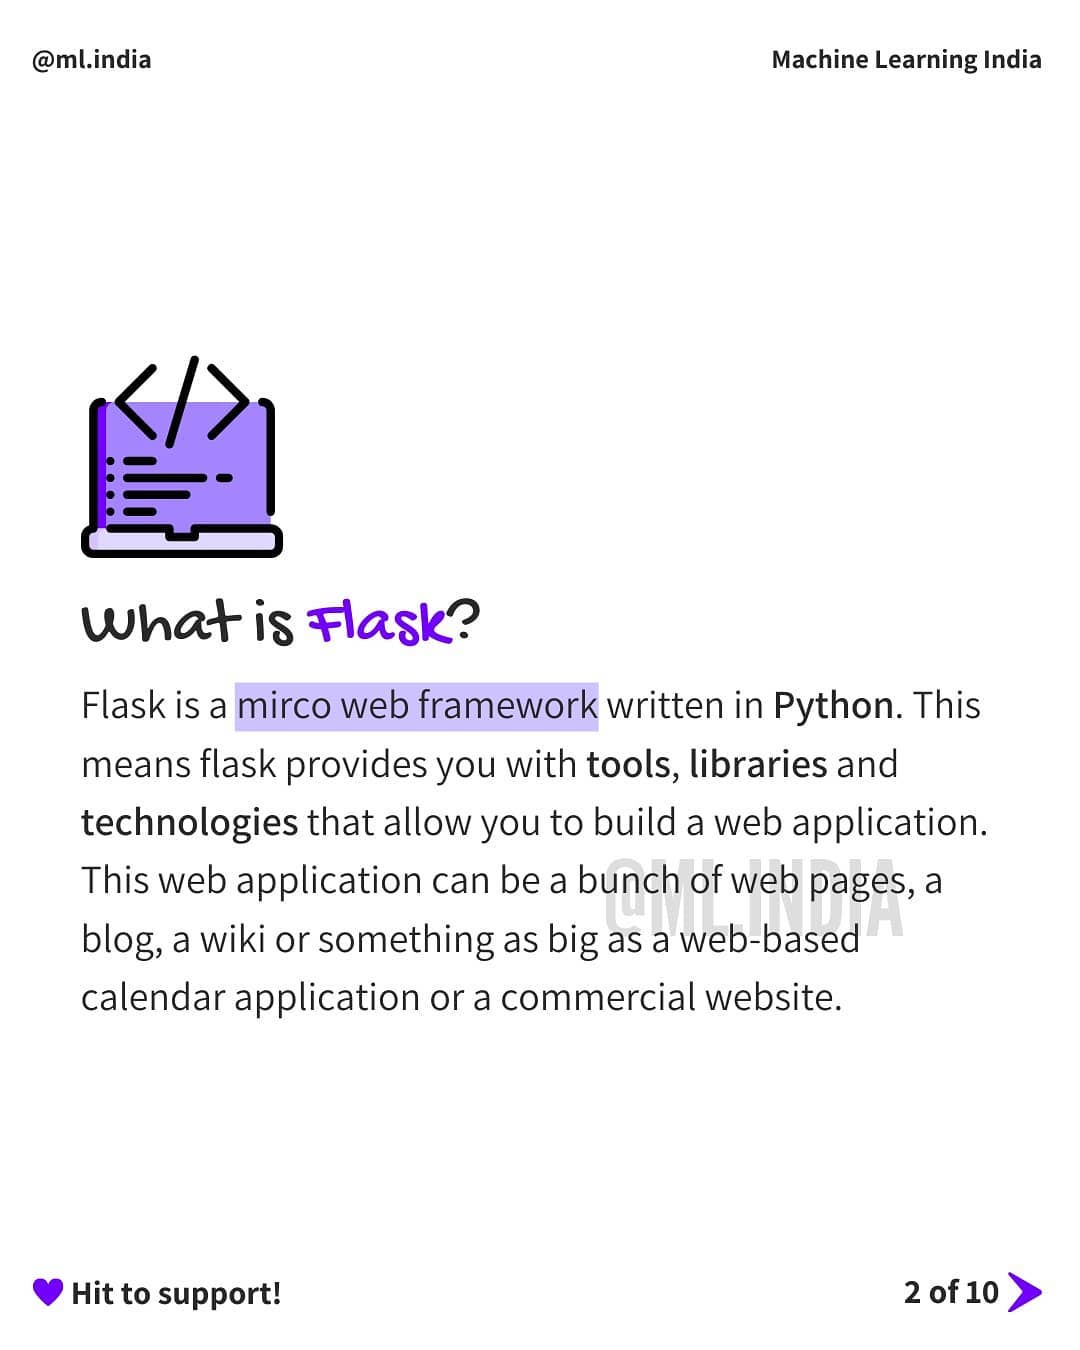 @ml.india
Machine Learning India
</>
What is Flask?
Flask is a mirco web framework written in Python. This
means flask provides you with tools, libraries and
technologies that allow you to build a web application.
This web application can be a bunch of web pages, a
blog, a wiki or something as big as a web-based
calendar application or a commercial website.
@ML.INDIA
Hit to support!
2 of 10